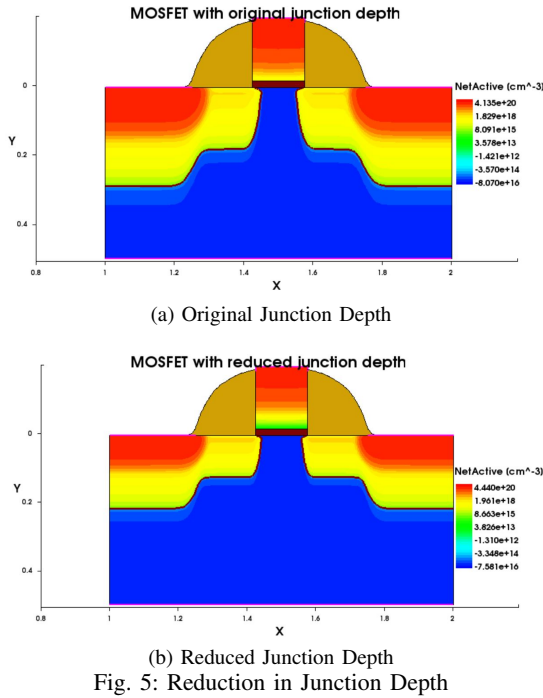 MOSFET with original junction depth
NetActive (cm^-3)
4.135e+20
1.829e+18
8.091e+15
3.578e+13
-1.421e+12
-3.570e+14
-8.070e+16
Y
0
0.2
0.4
0.8
1
1.2
1.4
1.6
1.8
2
X
(a) Original Junction Depth
MOSFET with reduced junction depth
NetActive (cm^-3)
4.440e+20
1.961e+18
8.663e+15
3.826e+13
-1.310e+12
-3.348e+14
-7.581e+16
Y
0
0.2
0.4
0.8
1
1.2
1.4
1.6
1.8
2
X
(b) Reduced Junction Depth
Fig. 5: Reduction in Junction Depth